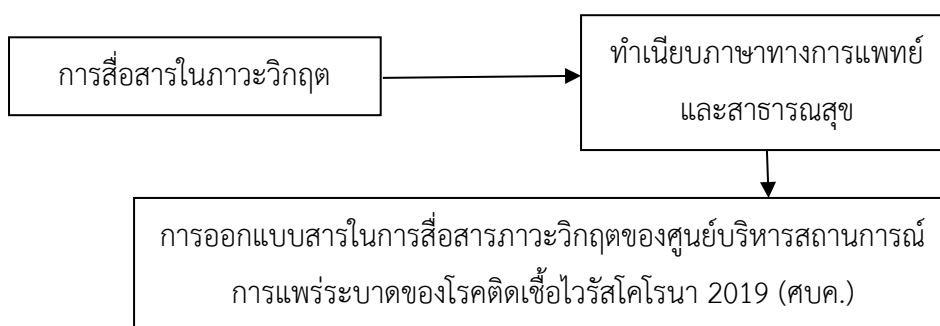 การสื่อสารในภาวะวิกฤต
ทำเนียบภาษาทางการแพทย์
และสาธารณสุข
การออกแบบสารในการสื่อสารภาวะวิกฤตของศูนย์บริหารสถานการณ์
การแพร่ระบาดของโรคติดเชื้อไวรัสโคโรนา 2019 (ศบค.)